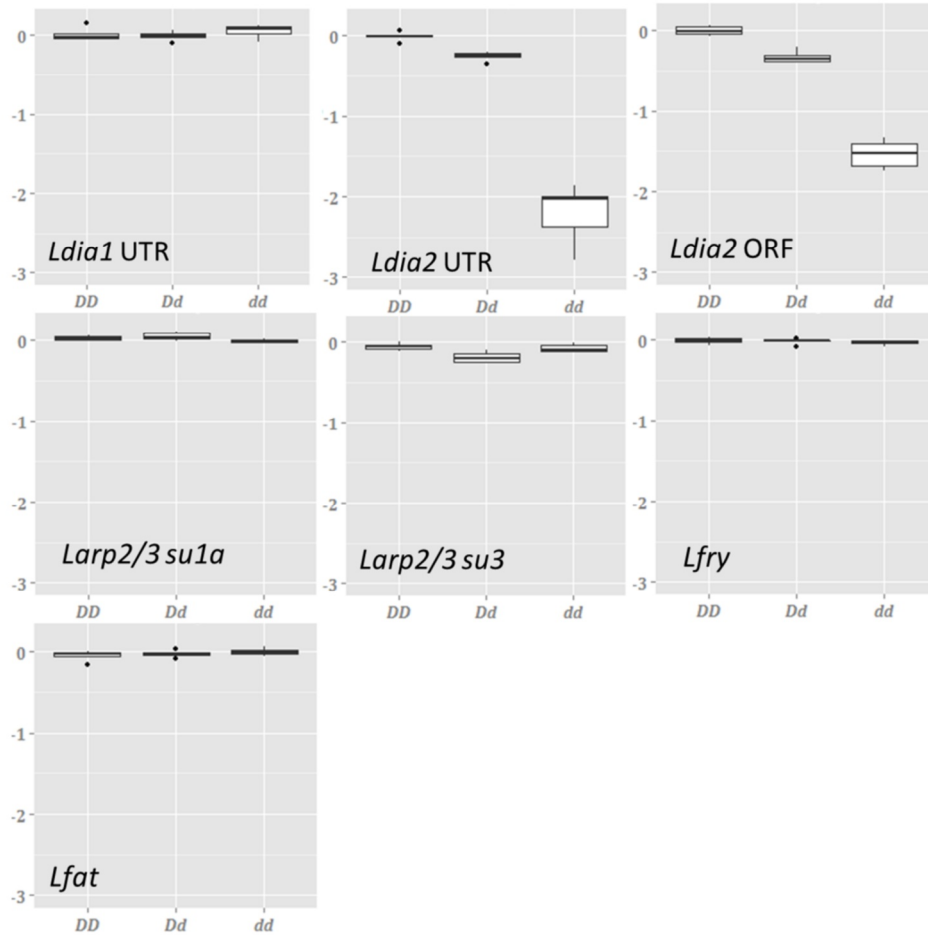 0
-1
-2
-3
Ldia1 UTR
DD Dd dd
0
-1
-2
-3
Ldia2 UTR
DD Dd dd
0
-1
-2
-3
Ldia2 ORF
DD Dd dd
0
-1
-2
-3
Larp2/3 su1a
DD Dd dd
0
-1
-2
-3
Larp2/3 su3
DD Dd dd
0
-1
-2
-3
Lfry
DD Dd dd
0
-1
-2
-3
Lfat
DD Dd dd